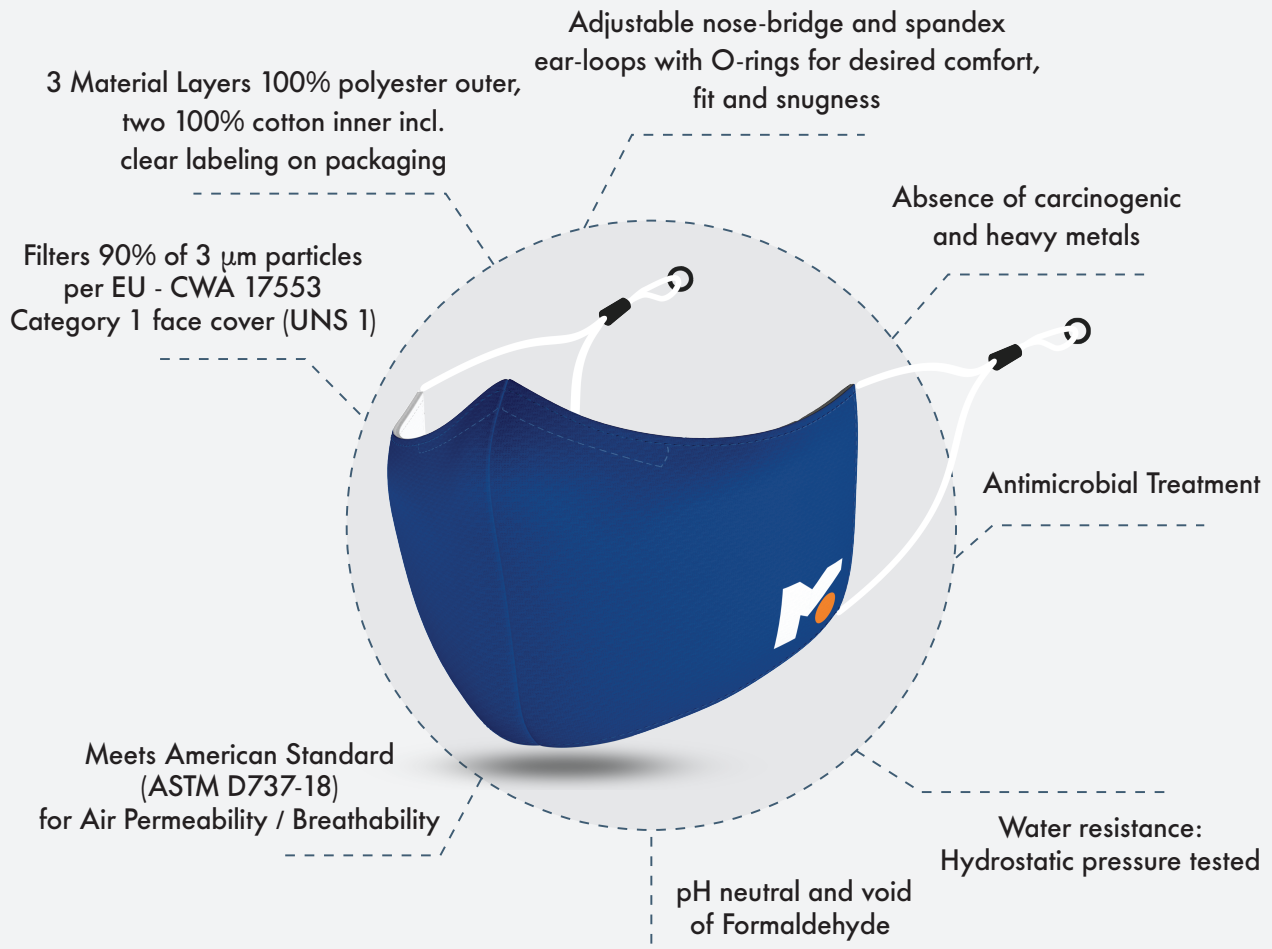 Adjustable nose-bridge and spandex
ear-loops with O-rings for desired comfort,
fit and snugness
3 Material Layers 100% polyester outer,
two 100% cotton inner incl.
clear labeling on packaging
Absence of carcinogenic
and heavy metals
Filters 90% of 3 μm particles
per EU - CWA 17553
Category 1 face cover (UNS 1)
Antimicrobial Treatment
Meets American Standard
(ASTM D737-18)
for Air Permeability / Breathability
Water resistance:
Hydrostatic pressure tested
pH neutral and void
of Formaldehyde